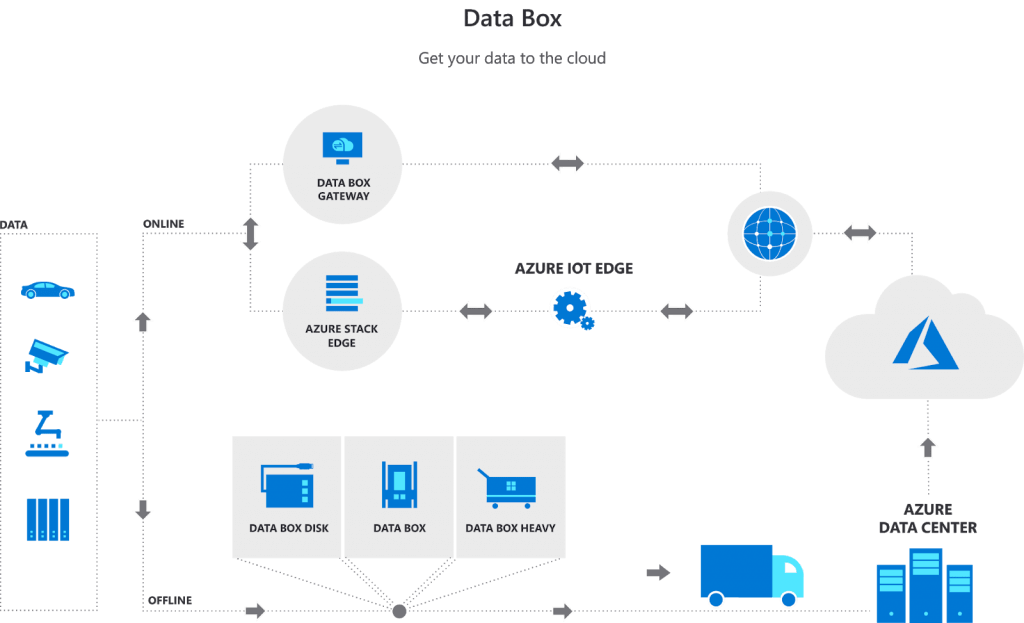 Data Box
Get your data to the cloud
DATA
ONLINE
DATA BOX
GATEWAY
AZURE IOT EDGE
AZURE STACK
EDGE
DATA BOX DISK
DATA BOX
DATA BOX HEAVY
AZURE
DATA CENTER
OFFLINE